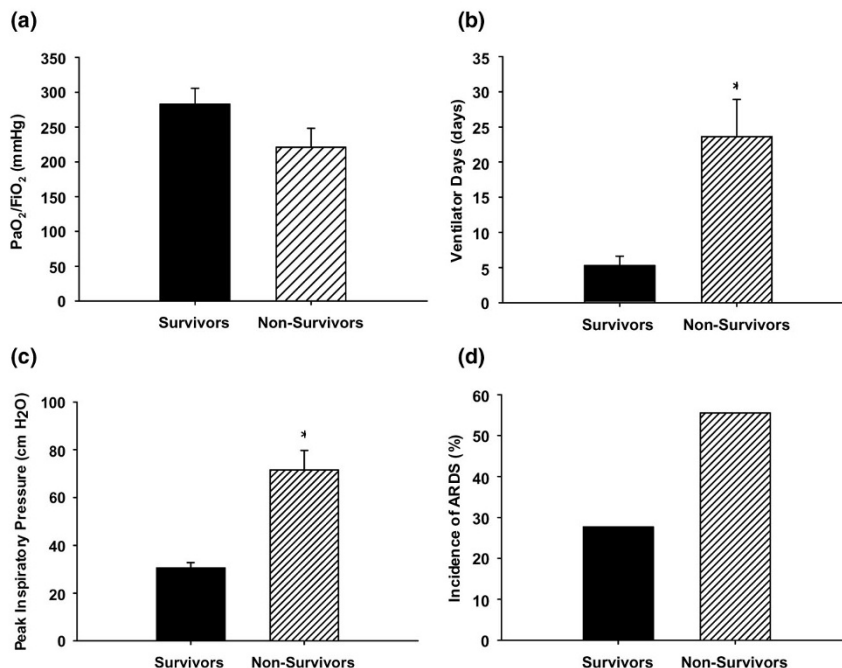 (a)
PaO₂/FiO₂ (mmHg)
350
300
250
200
150
100
50
0
Survivors Non-Survivors
(b)
Ventilator Days (days)
35
30
25
20
15
10
5
0
*
Survivors Non-Survivors
(c)
Peak Inspiratory Pressure (cm H2O)
100
80
60
40
20
0
*
Survivors Non-Survivors
(d)
Incidence of ARDS (%)
60
50
40
30
20
10
0
Survivors Non-Survivors